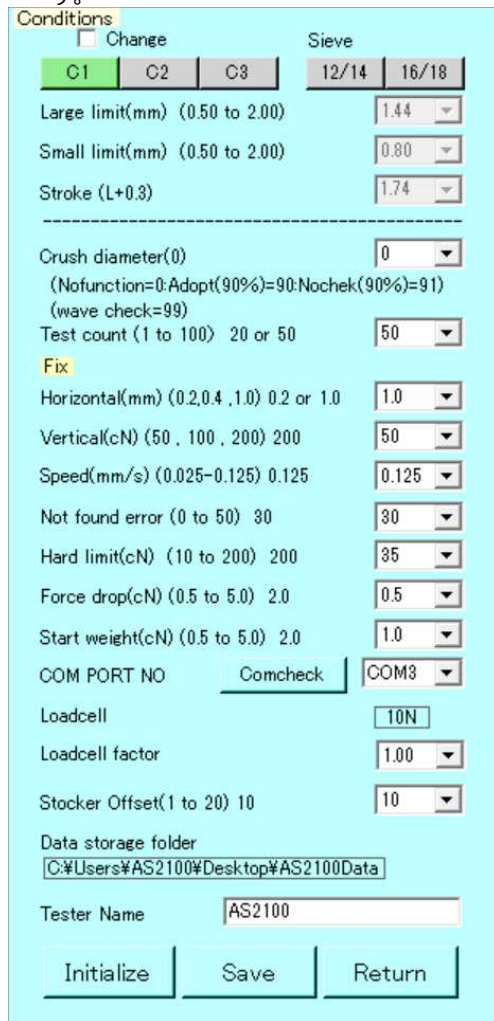 す。
Conditions
Change Sieve
C1 C2 C3 12/14 16/18
Large limit(mm) (0.50 to 2.00) 1.44
Small limit(mm) (0.50 to 2.00) 0.80
Stroke (L+0.3) 1.74
Crush diameter(0) 0
(Nofunction=0:Adopt(90%)=90:Nochek(90%)=91)
(wave check=99)
Test count (1 to 100) 20 or 50 50
Fix
Horizontal(mm) (0.2,0.4 ,1.0) 0.2 or 1.0 1.0
Vertical(cN) (50 , 100 , 200) 200 50
Speed(mm/s) (0.025-0.125) 0.125 0.125
Not found error (0 to 50) 30 30
Hard limit(cN) (10 to 200) 200 35
Force drop(cN) (0.5 to 5.0) 2.0 0.5
Start weight(cN) (0.5 to 5.0) 2.0 1.0
COM PORT NO Comcheck COM3
Loadcell 10N
Loadcell factor 1.00
Stocker Offset(1 to 20) 10 10
Data storage folder
C:¥Users¥AS2100¥Desktop¥AS2100Data
Tester Name AS2100
Initialize Save Return